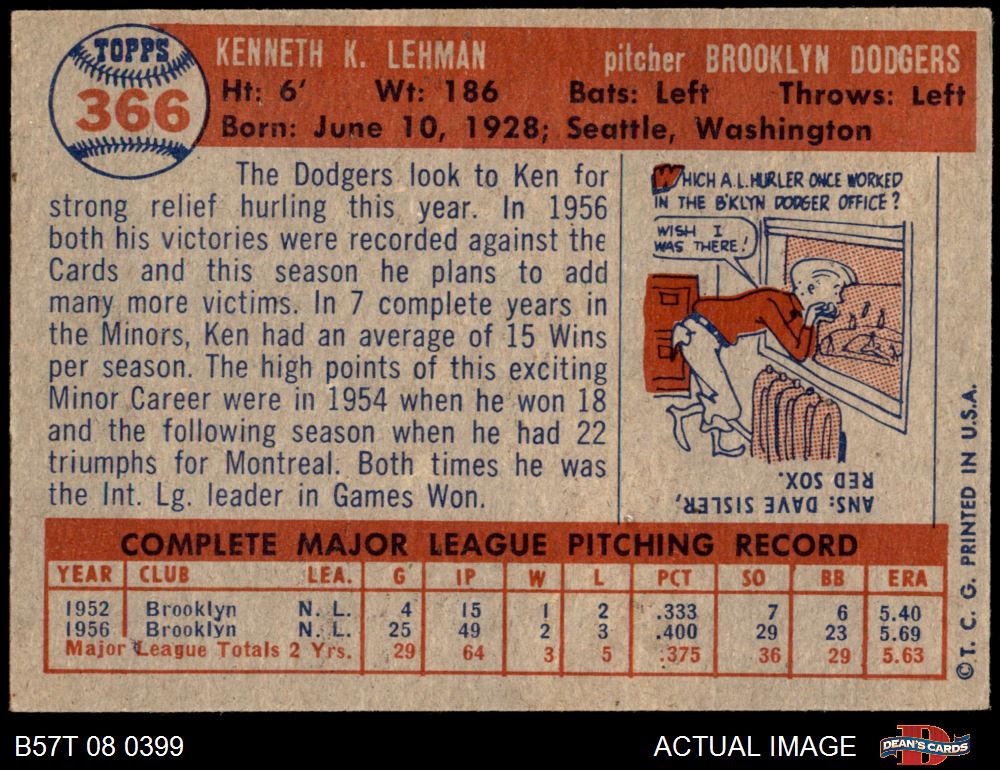 TOPPS
366
KENNETH K. LEHMAN pitcher BROOKLYN DODGERS
Ht: 6' Wt: 186 Bats: Left Throws: Left
Born: June 10, 1928; Seattle, Washington
The Dodgers look to Ken for
strong relief hurling this year. In 1956
both his victories were recorded against the
Cards and this season he plans to add
many more victims. In 7 complete years in
the Minors, Ken had an average of 15 Wins
per season. The high points of this exciting
Minor Career were in 1954 when he won 18
and the following season when he had 22
triumphs for Montreal. Both times he was
the Int. Lg. leader in Games Won.
WHICH A.L. HURLER ONCE WORKED
IN THE B'KLYN DODGER OFFICE?
WISH I
WAS THERE!
ANS: DAVE SISLER,
RED SOX.
COMPLETE MAJOR LEAGUE PITCHING RECORD
YEAR CLUB LEA. G IP W L PCT SO BB ERA
1952 Brooklyn N. L. 4 15 1 2 .333 7 6 5.40
1956 Brooklyn N. L. 25 49 2 3 .400 29 23 5.69
Major League Totals 2 Yrs. 29 64 3 5 .375 36 29 5.63
©T. C. G. PRINTED IN U.S.A.
B57T 08 0399
ACTUAL IMAGE
DEAN'S CARDS